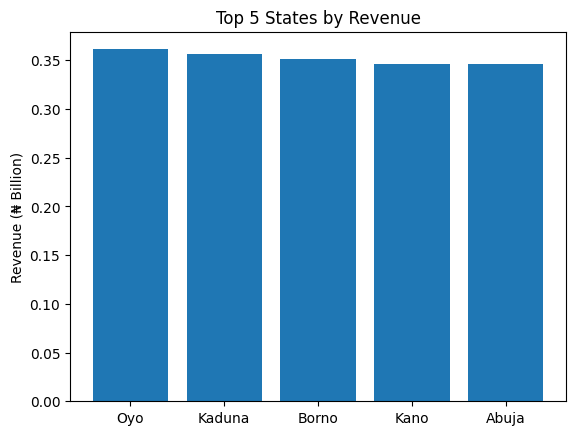 Top 5 States by Revenue
Revenue (₦ Billion)
0.35
0.30
0.25
0.20
0.15
0.10
0.05
0.00
Oyo Kaduna Borno Kano Abuja